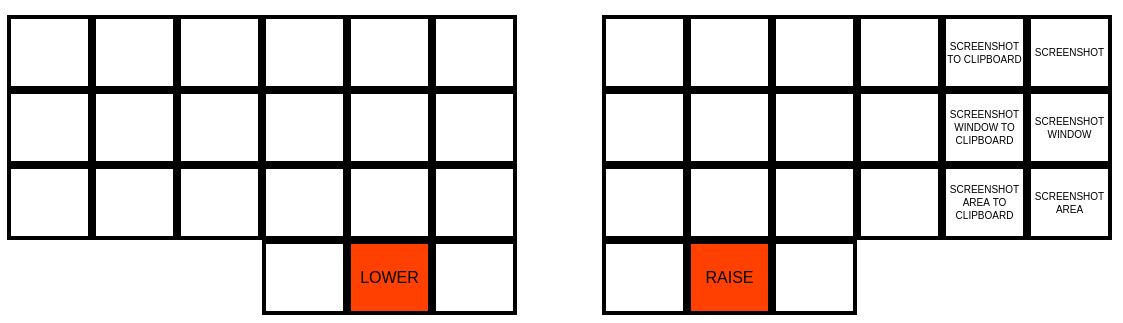 SCREENSHOT
TO CLIPBOARD
SCREENSHOT
SCREENSHOT
WINDOW TO
CLIPBOARD
SCREENSHOT
WINDOW
SCREENSHOT
AREA TO
CLIPBOARD
SCREENSHOT
AREA
LOWER
RAISE